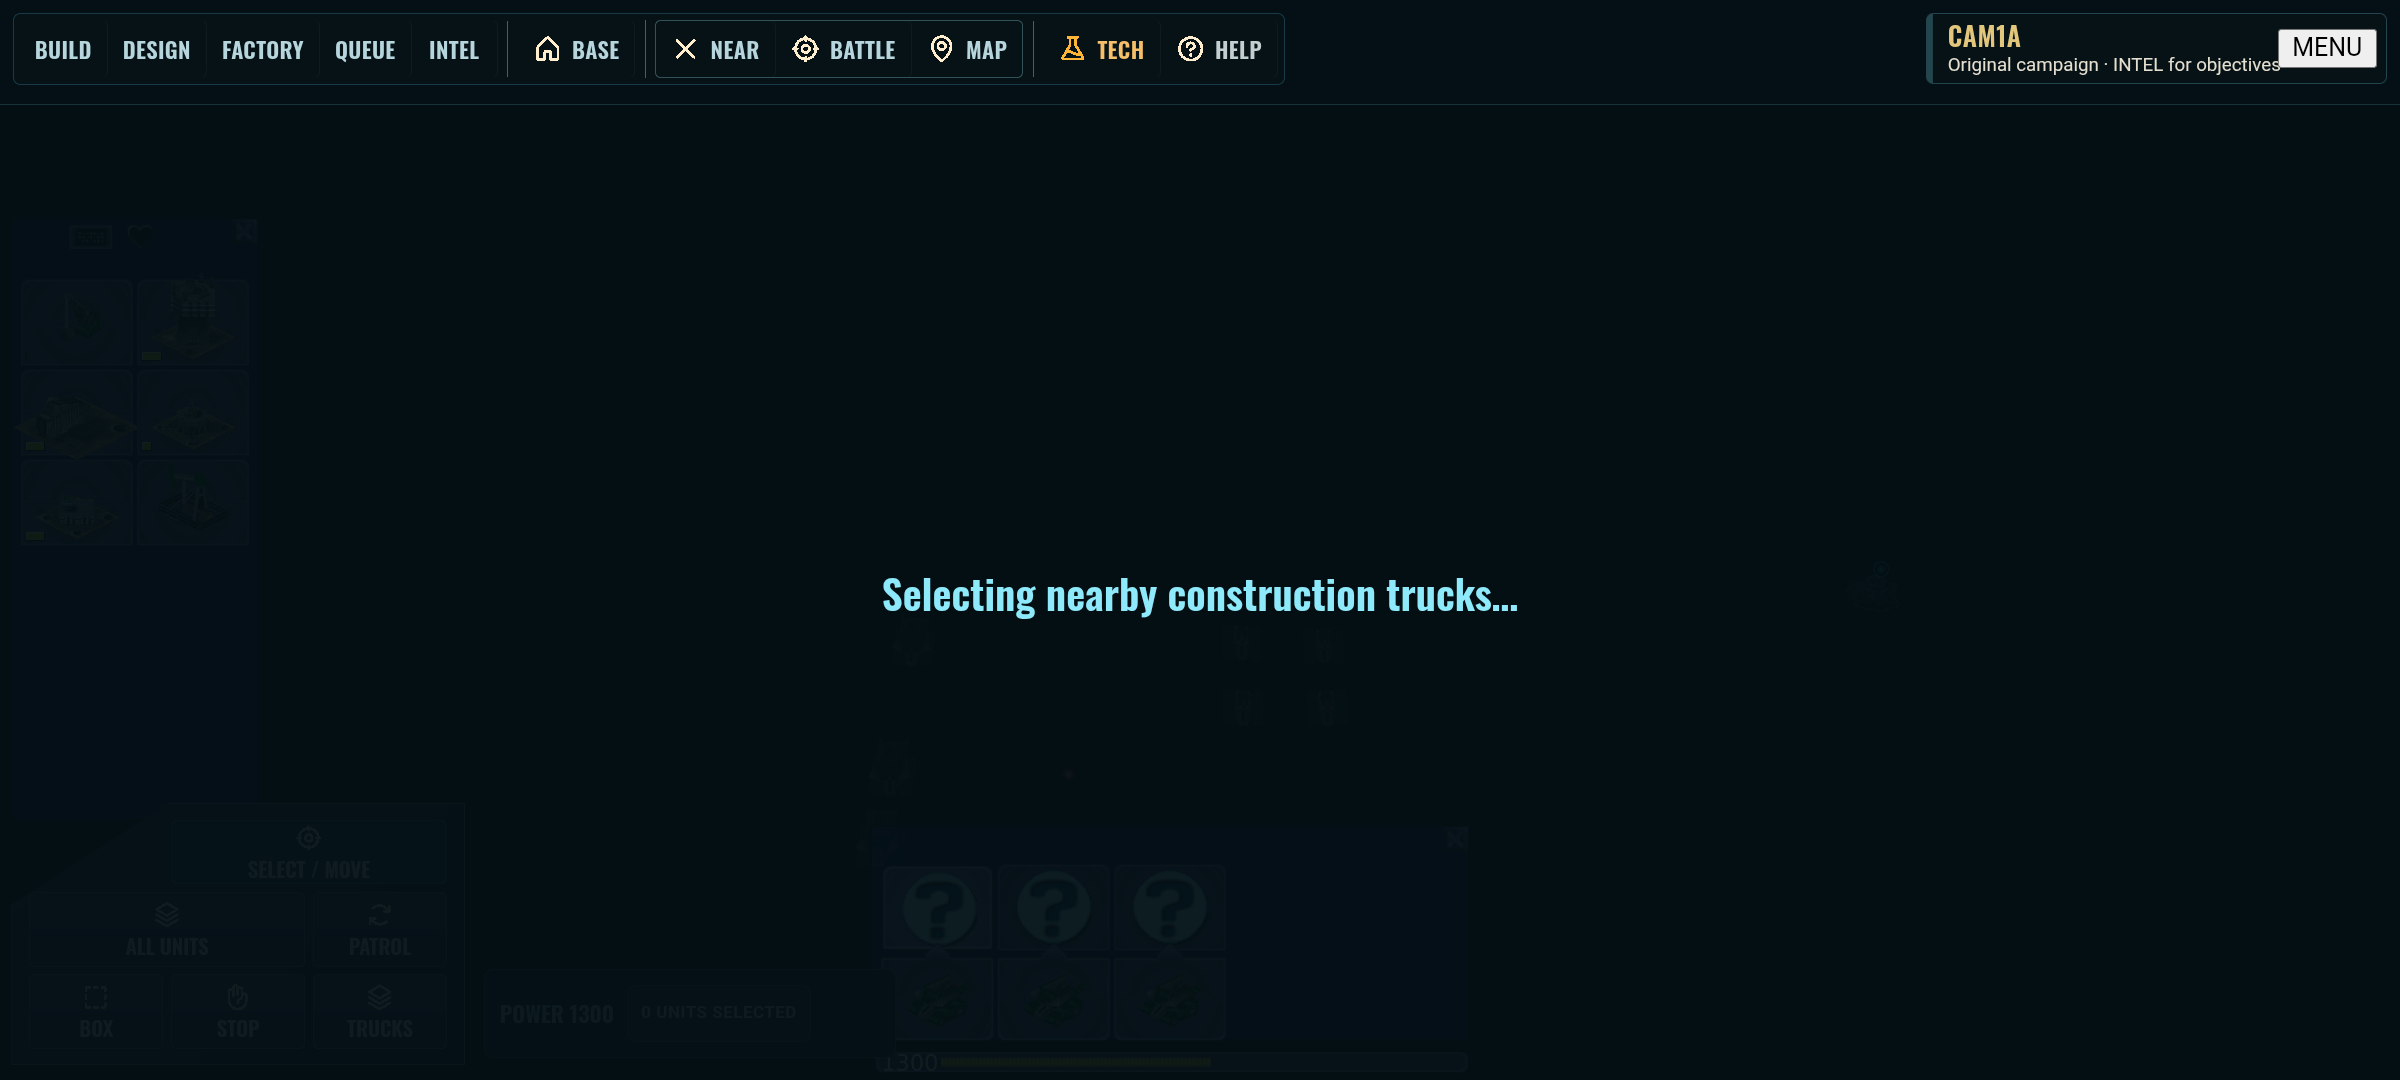 BUILD DESIGN FACTORY QUEUE INTEL BASE NEAR BATTLE MAP TECH HELP
CAM1A
Original campaign · INTEL for objectives
MENU
Selecting nearby construction trucks...
SELECT / MOVE
ALL UNITS PATROL
BOX STOP TRUCKS
POWER 1300 0 UNITS SELECTED
? ? ?
1300